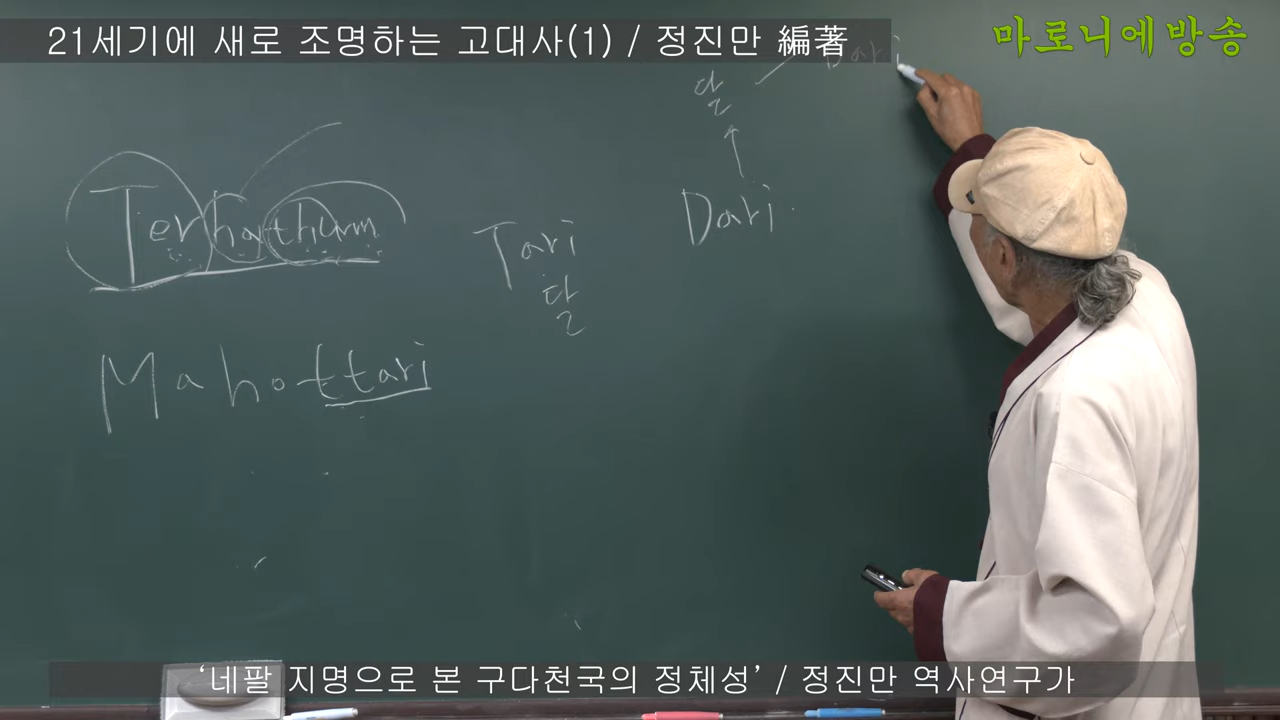 21세기에 새로 조명하는 고대사(1) / 정진만 編著
마로니에방송
달
Dari
Terhathum
Dari
Tari
달
Mahottari
‘네팔 지명으로 본 구다천국의 정체성’ / 정진만 역사연구가